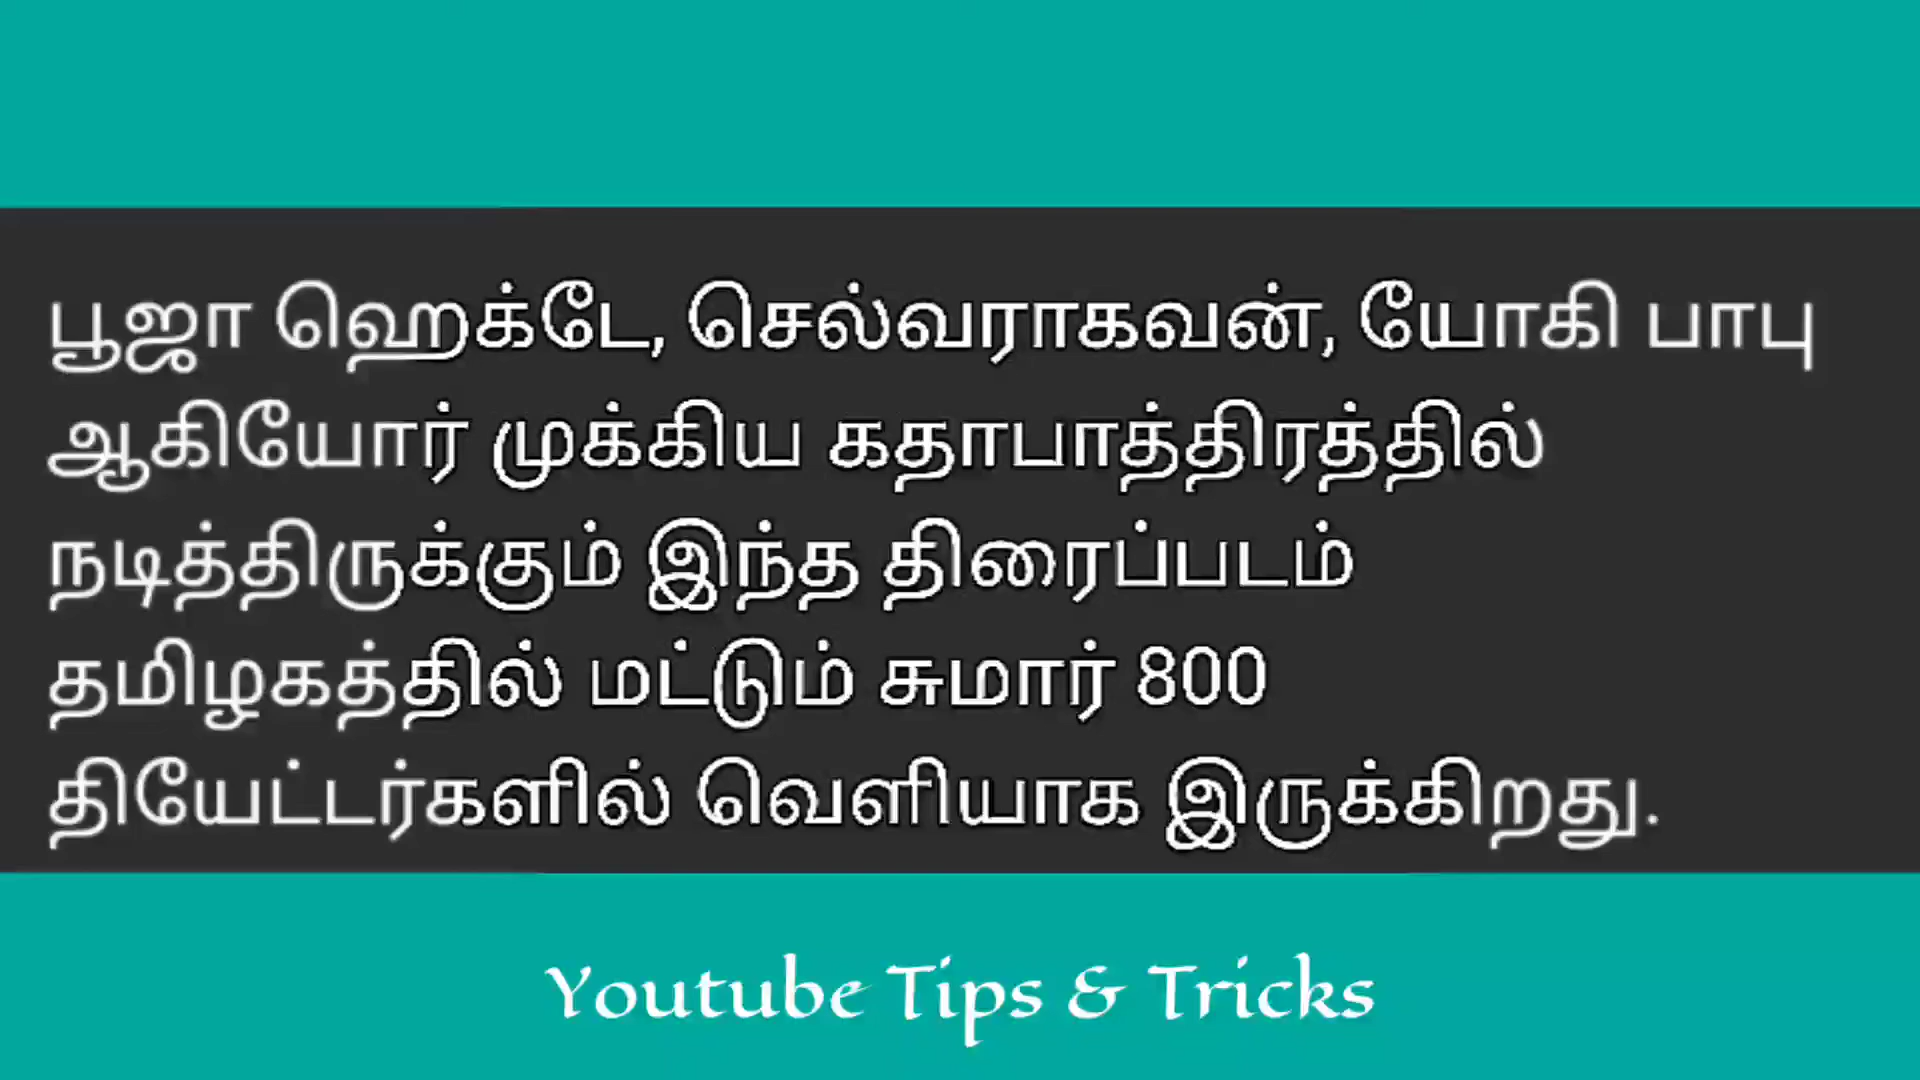 பூஜா ஹெக்டே, செல்வராகவன், யோகி பாபு
ஆகியோர் முக்கிய கதாபாத்திரத்தில்
நடித்திருக்கும் இந்த திரைப்படம்
தமிழகத்தில் மட்டும் சுமார் 800
தியேட்டர்களில் வெளியாக இருக்கிறது.
Youtube Tips & Tricks